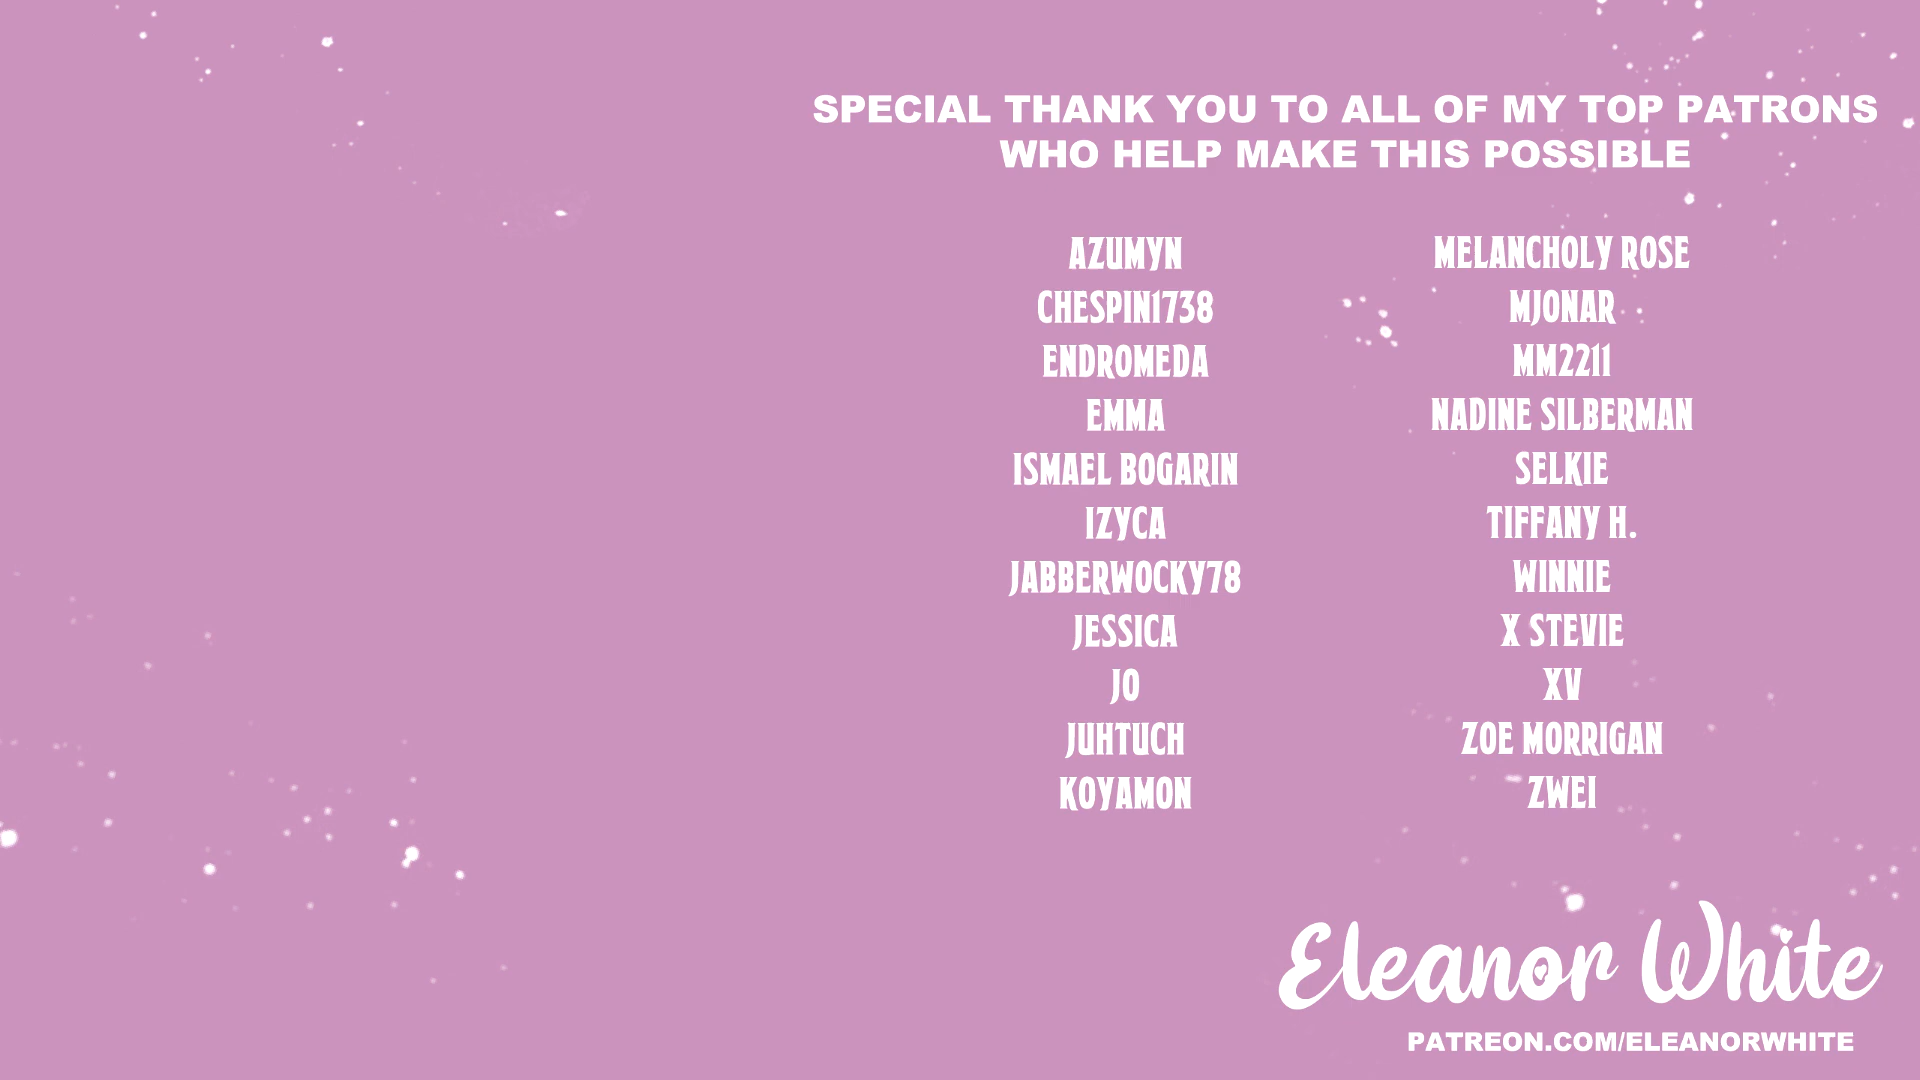 SPECIAL THANK YOU TO ALL OF MY TOP PATRONS
WHO HELP MAKE THIS POSSIBLE
AZUMYN
CHESPIN1738
ENDROMEDA
EMMA
ISMAEL BOGARIN
IZYCA
JABBERWOCKY78
JESSICA
JO
JUHTUCH
KOYAMON
MELANCHOLY ROSE
MJONAR
MM2211
NADINE SILBERMAN
SELKIE
TIFFANY H.
WINNIE
X STEVIE
XV
ZOE MORRIGAN
ZWEI
Eleanor White
PATREON.COM/ELEANORWHITE